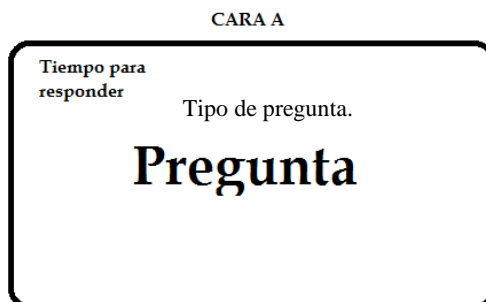 CARA A
Tiempo para
responder
Tipo de pregunta.
Pregunta